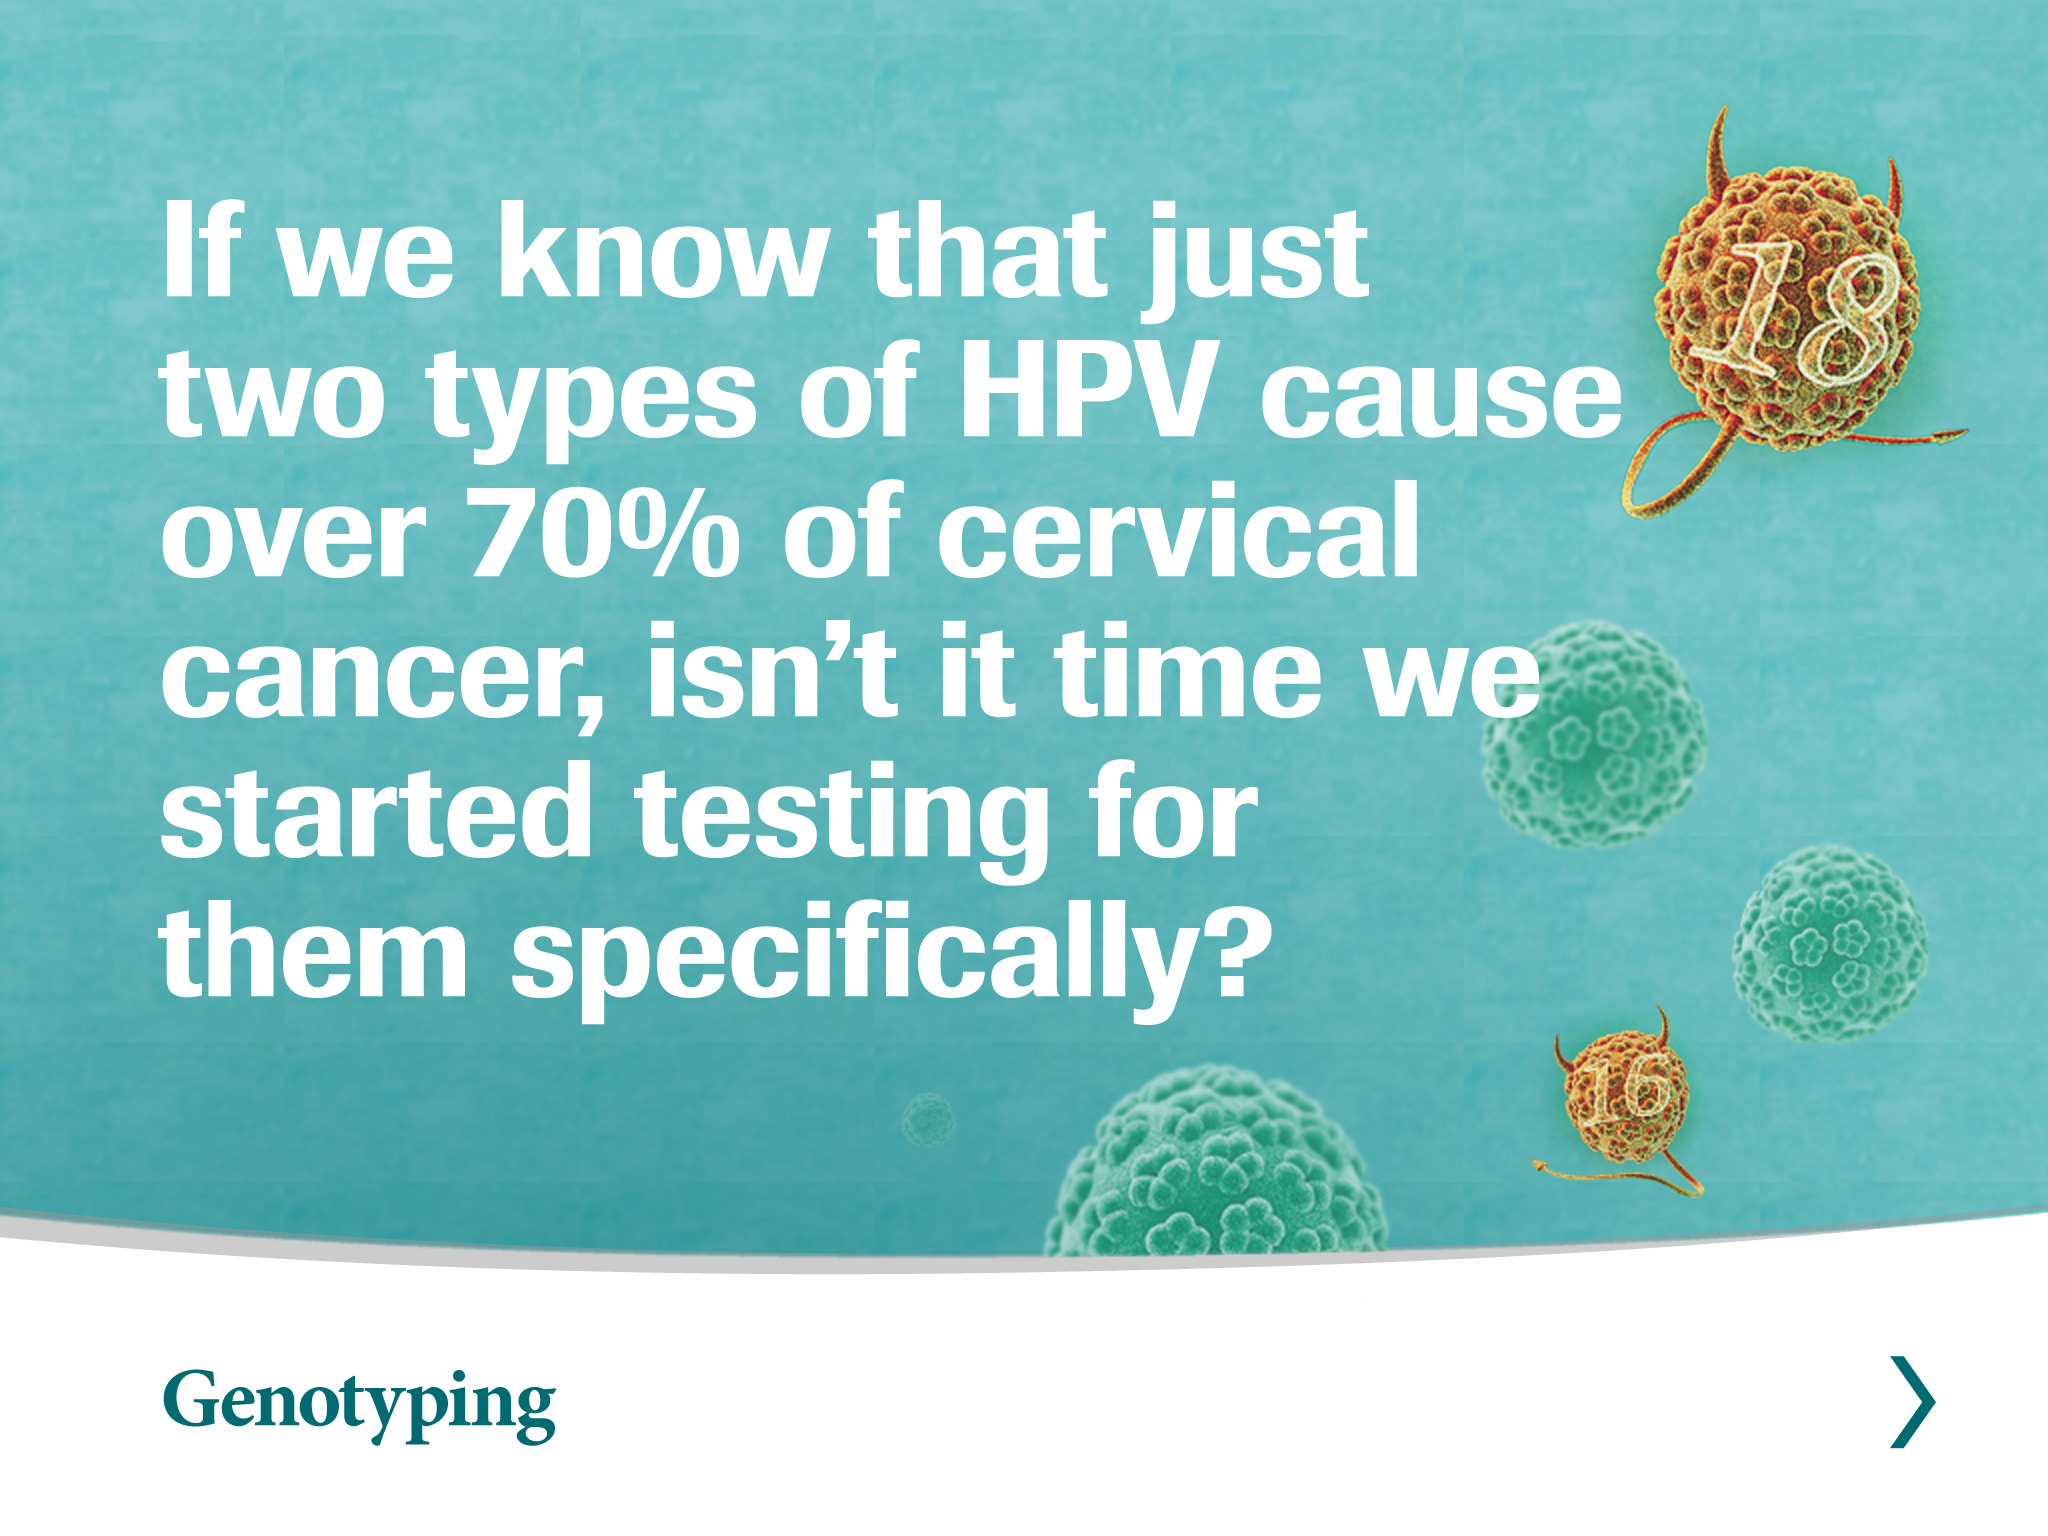 If we know that just
two types of HPV cause
over 70% of cervical
cancer, isn’t it time we
started testing for
them specifically?
18
16
Genotyping